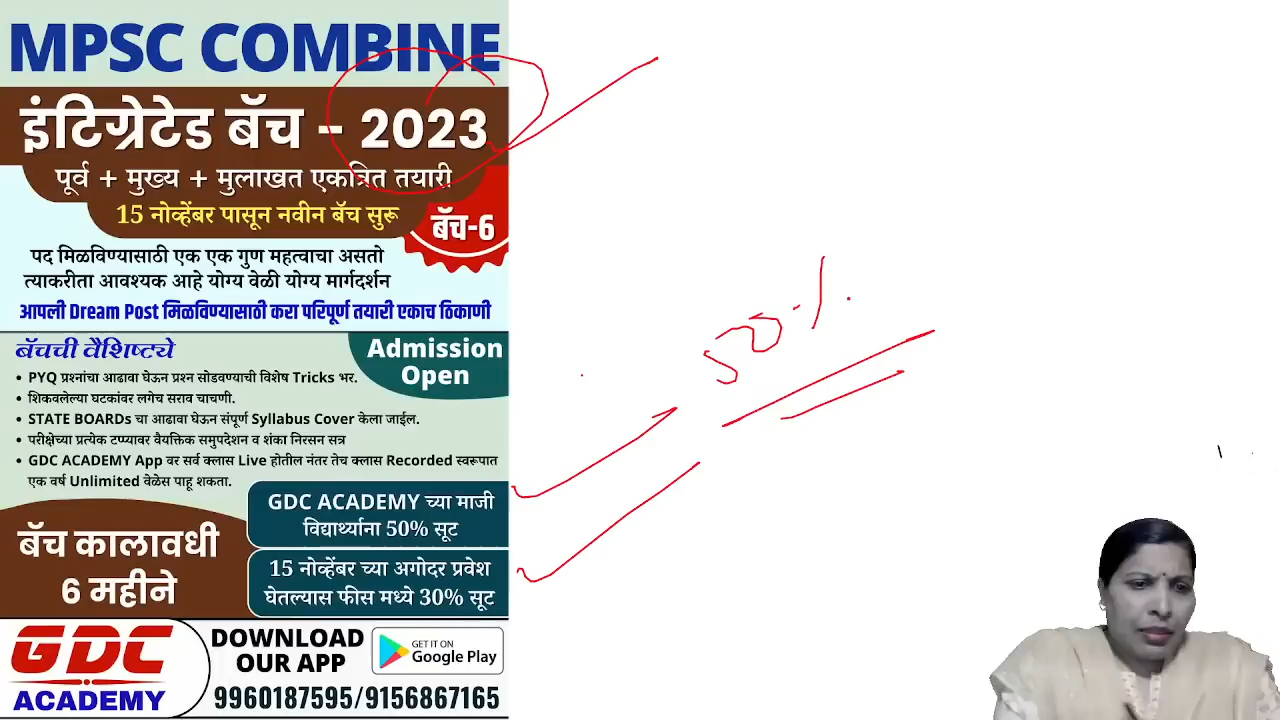 MPSC COMBINE
इंटिग्रेटेड बॅच - 2023
पूर्व + मुख्य + मुलाखत एकत्रित तयारी
15 नोव्हेंबर पासून नवीन बॅच सुरू
बॅच-6
पद मिळविण्यासाठी एक एक गुण महत्वाचा असतो
त्याकरीता आवश्यक आहे योग्य वेळी योग्य मार्गदर्शन
आपली Dream Post मिळविण्यासाठी करा परिपूर्ण तयारी एकाच ठिकाणी
बॅचची वैशिष्ट्ये
Admission
Open
• PYQ प्रश्नांचा आढावा घेऊन प्रश्न सोडवण्याची विशेष Tricks भर.
• शिकवलेल्या घटकांवर लगेच सराव चाचणी.
• STATE BOARDs चा आढावा घेऊन संपूर्ण Syllabus Cover केला जाईल.
• परीक्षेच्या प्रत्येक टप्प्यावर वैयक्तिक समुपदेशन व शंका निरसन सत्र
• GDC ACADEMY App वर सर्व क्लास Live होतील नंतर तेच क्लास Recorded स्वरूपात
एक वर्ष Unlimited वेळेस पाहू शकता.
GDC ACADEMY च्या माजी
विद्यार्थ्यांना 50% सूट
बॅच कालावधी
6 महीने
15 नोव्हेंबर च्या अगोदर प्रवेश
घेतल्यास फीस मध्ये 30% सूट
GDC
ACADEMY
DOWNLOAD
OUR APP
GET IT ON
Google Play
9960187595/9156867165